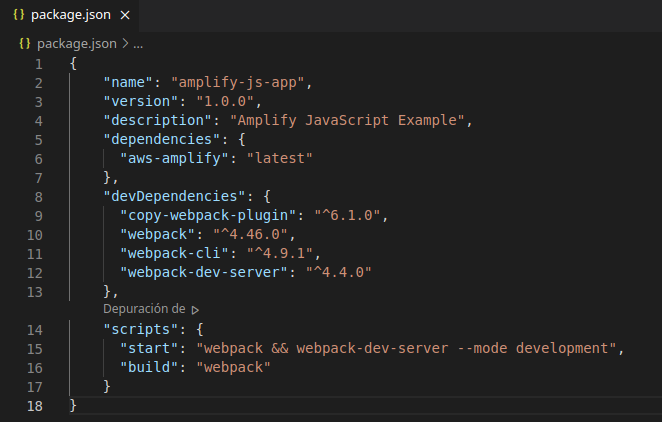 package.json
package.json > ...
1 {
2 "name": "amplify-js-app",
3 "version": "1.0.0",
4 "description": "Amplify JavaScript Example",
5 "dependencies": {
6 "aws-amplify": "latest"
7 },
8 "devDependencies": {
9 "copy-webpack-plugin": "^6.1.0",
10 "webpack": "^4.46.0",
11 "webpack-cli": "^4.9.1",
12 "webpack-dev-server": "^4.4.0"
13 },
Depuración de
14 "scripts": {
15 "start": "webpack && webpack-dev-server --mode development",
16 "build": "webpack"
17 }
18 }